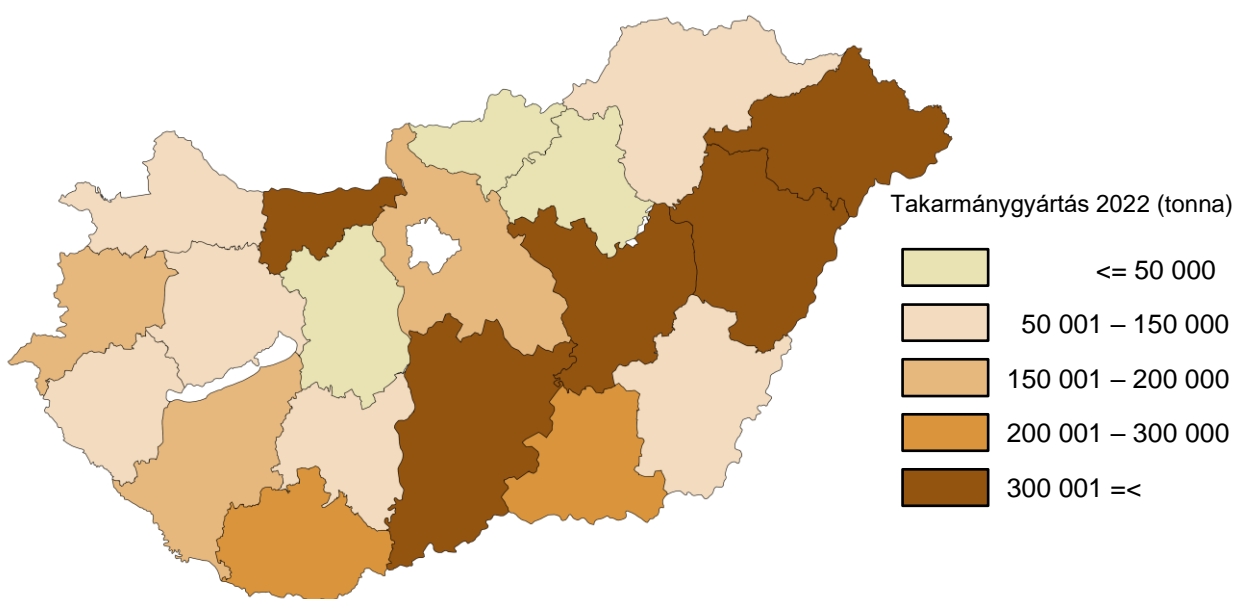 Takarmánygyártás 2022 (tonna)
<= 50 000
50 001 – 150 000
150 001 – 200 000
200 001 – 300 000
300 001 =<